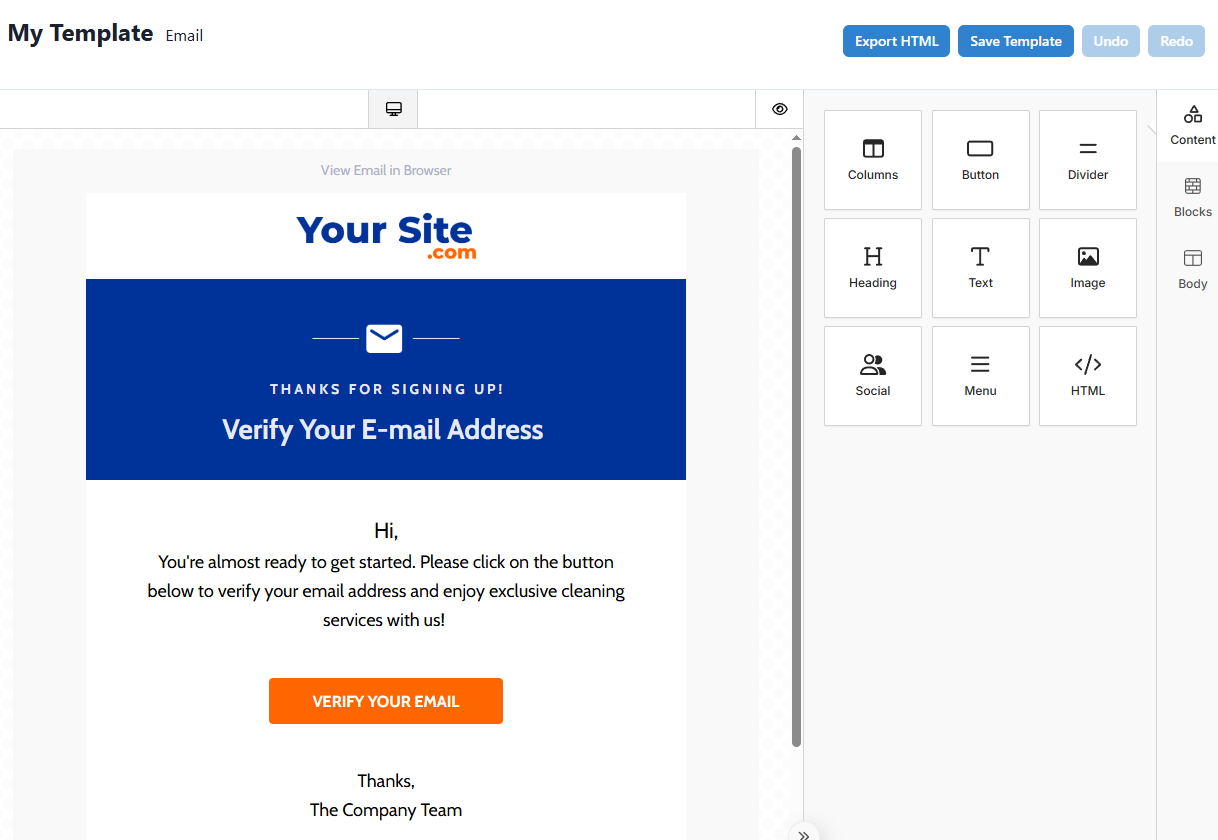 My Template Email
Export HTML Save Template Undo Redo
View Email in Browser
Your Site
.com
THANKS FOR SIGNING UP!
Verify Your E-mail Address
Hi,
You're almost ready to get started. Please click on the button
below to verify your email address and enjoy exclusive cleaning
services with us!
VERIFY YOUR EMAIL
Thanks,
The Company Team
Columns Button Divider
Heading Text Image
Social Menu HTML
Content
Blocks
Body